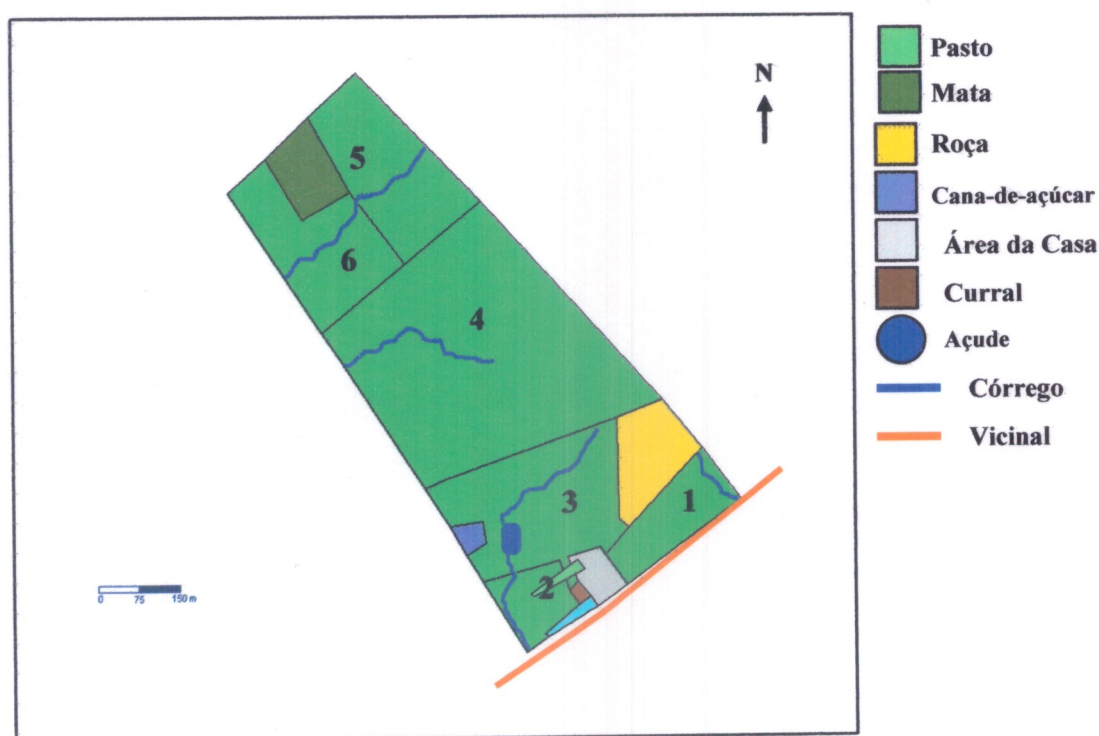 N
5
6
4
3
1
2
0 75 150 m
Pasto
Mata
Roça
Cana-de-açúcar
Área da Casa
Curral
Açude
Córrego
Vicinal